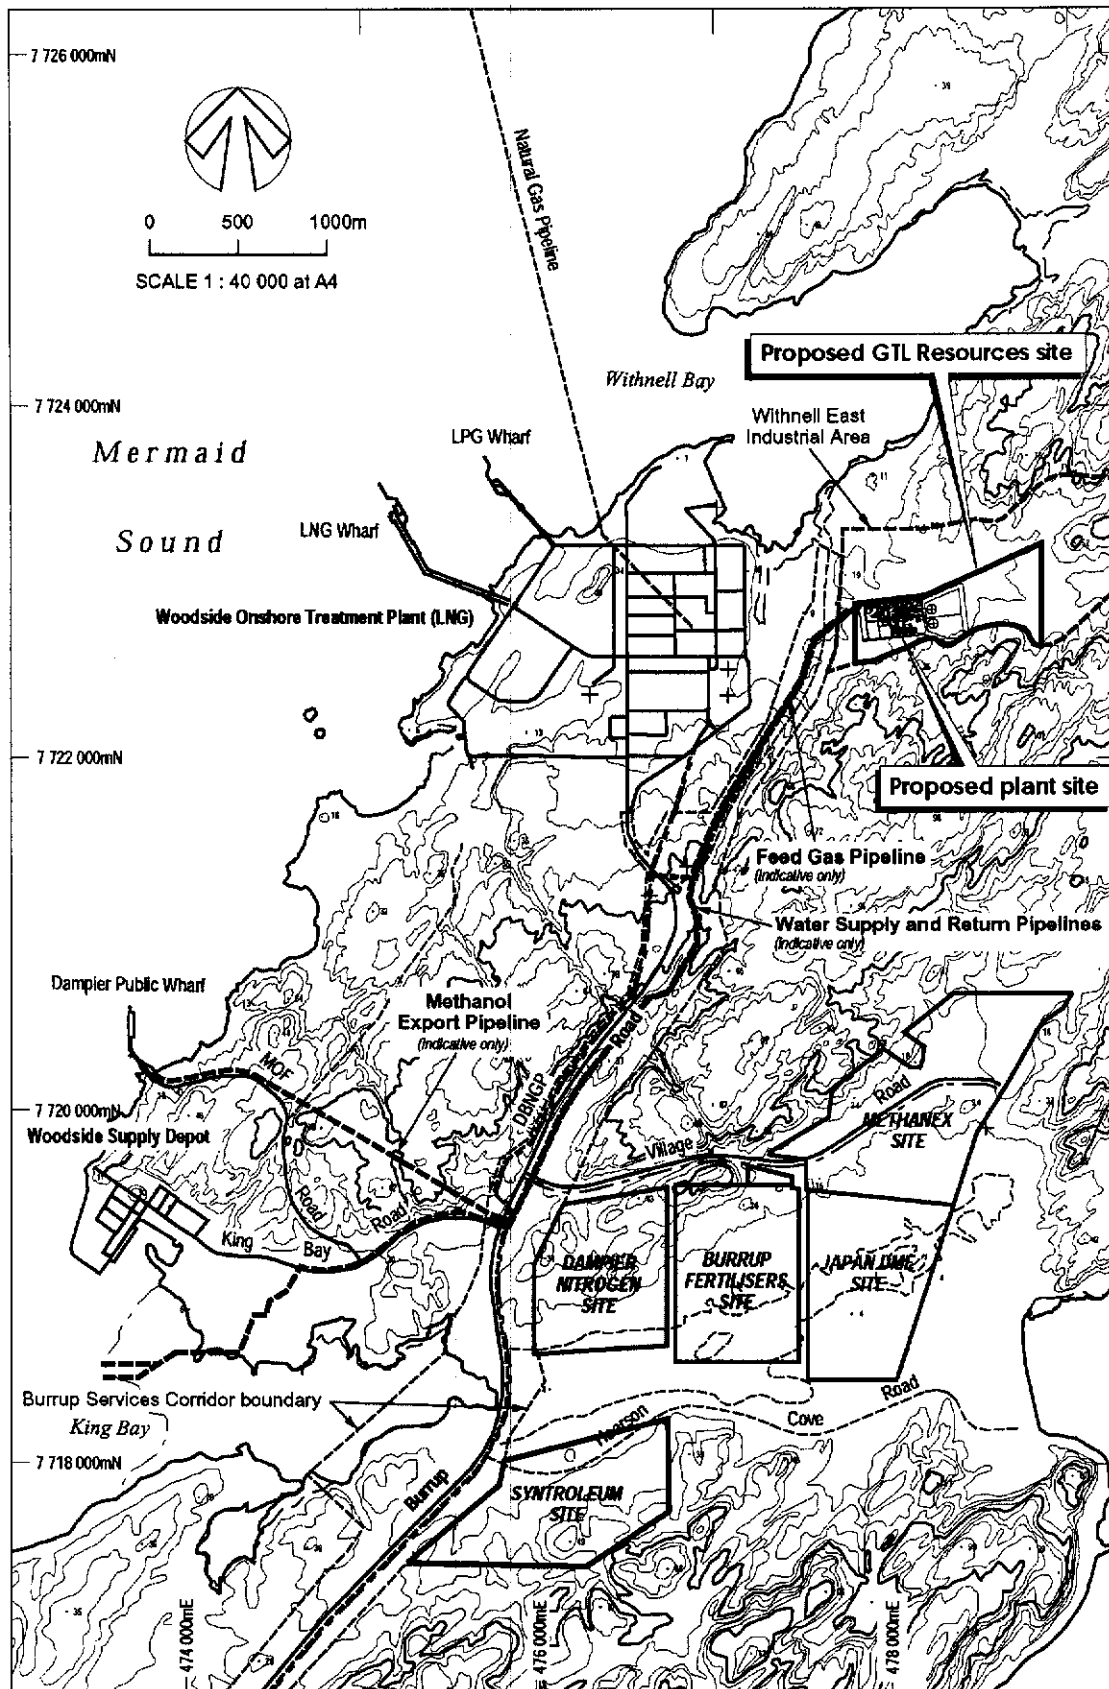 7 726 000mN
0 500 1000m
SCALE 1 : 40 000 at A4
Natural Gas Pipeline
Proposed GTL Resources site
Withnell Bay
7 724 000mN
Withnell East
Industrial Area
Mermaid
Sound
LPG Wharf
LNG Wharf
Woodside Onshore Treatment Plant (LNG)
7 722 000mN
Proposed plant site
Feed Gas Pipeline
(indicative only)
Water Supply and Return Pipelines
(indicative only)
Dampier Public Wharf
Methanol
Export Pipeline
(indicative only)
MOF
DBNGP
Road
7 720 000mN
Woodside Supply Depot
Village
Road
METHANEX
SITE
King
Bay
Road
Road
DAMPIER
NITROGEN
SITE
BURRUP
FERTILISERS
SITE
JAPAN DME
SITE
Burrup Services Corridor boundary
King Bay
Hearson
Cove
Road
7 718 000mN
Burrup
SYNTROLEUM
SITE
474 000mE
476 000mE
478 000mE